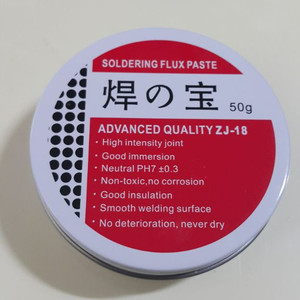 SOLDERING FLUX PASTE
焊の宝 50g
ADVANCED QUALITY ZJ-18
• High intensity joint
• Good immersion
• Neutral PH7 ±0.3
• Non-toxic,no corrosion
• Good insulation
• Smooth welding surface
• No deterioration, never dry